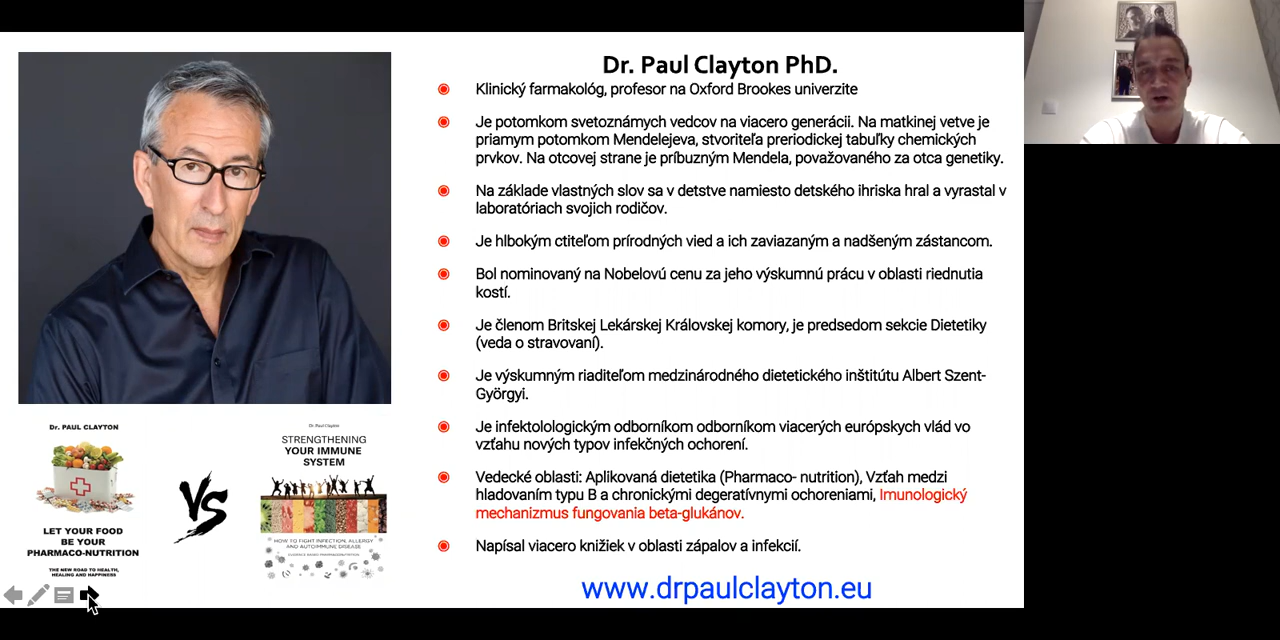 Dr. Paul Clayton PhD.
Klinický farmakológ, profesor na Oxford Brookes univerzite
Je potomkom svetoznámych vedcov na viacero generácii. Na matkinej vetve je
priamym potomkom Mendelejeva, stvoriteľa preriodickej tabuľky chemických
prvkov. Na otcovej strane je príbuzným Mendela, považovaného za otca genetiky.
Na základe vlastných slov sa v detstve namiesto detského ihriska hral a vyrastal v
laboratóriach svojich rodičov.
Je hlbokým ctiteľom prírodných vied a ich zaviazaným a nadšeným zástancom.
Bol nominovaný na Nobelovú cenu za jeho výskumnú prácu v oblasti riednutia
kostí.
Je členom Britskej Lekárskej Královskej komory, je predsedom sekcie Dietetiky
(veda o stravovaní).
Je výskumným riaditeľom medzinárodného dietetického inštitútu Albert Szent-
Györgyi.
Je infektolologickým odborníkom odborníkom viacerých európskych vlád vo
vzťahu nových typov infekčných ochorení.
Vedecké oblasti: Aplikovaná dietetika (Pharmaco- nutrition), Vzťah medzi
hladovaním typu B a chronickými degeratívnymi ochoreniami, Imunologický
mechanizmus fungovania beta-glukánov.
Napísal viacero knižiek v oblasti zápalov a infekcií.
www.drpaulclayton.eu
Dr. PAUL CLAYTON
LET YOUR FOOD
BE YOUR
PHARMACO-NUTRITION
THE NEW ROAD TO HEALTH,
HEALING AND HAPPINESS
VS
Dr. Paul Clayton
STRENGTHENING
YOUR IMMUNE
SYSTEM
HOW TO FIGHT INFECTION, ALLERGY
AND AUTOIMMUNE DISEASE